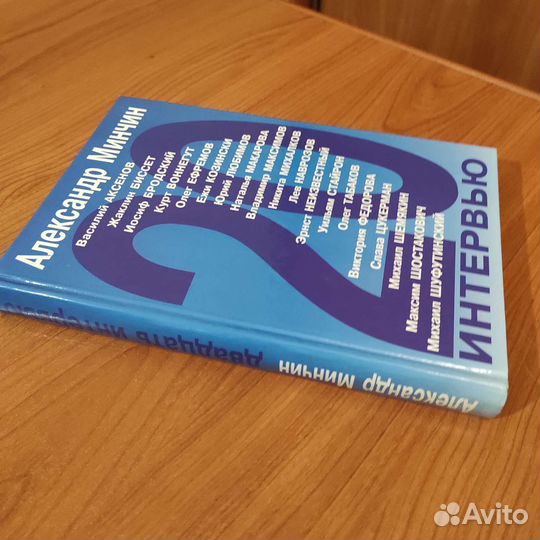 Александр Минчин
20
Василий АКСЕНОВ
Жаклин БИССЕТ
Иосиф БРОДСКИЙ
Курт ВОННЕГУТ
Олег ЕФРЕМОВ
Ежи КОСИНСКИ
Юрий ЛЮБИМОВ
Наталья МАКАРОВА
Владимир МАКСИМОВ
Никита МИХАЛКОВ
Лев НАВРОЗОВ
Эрнст НЕИЗВЕСТНЫЙ
Уильям СТАЙРОН
Олег ТАБАКОВ
Виктория ФЕДОРОВА
Слава ЦУКЕРМАН
Михаил ШЕМЯКИН
Максим ШОСТАКОВИЧ
Михаил ШУФУТИНСКИЙ
ИНТЕРВЬЮ
Александр Минчин двадцать интервью
Avito